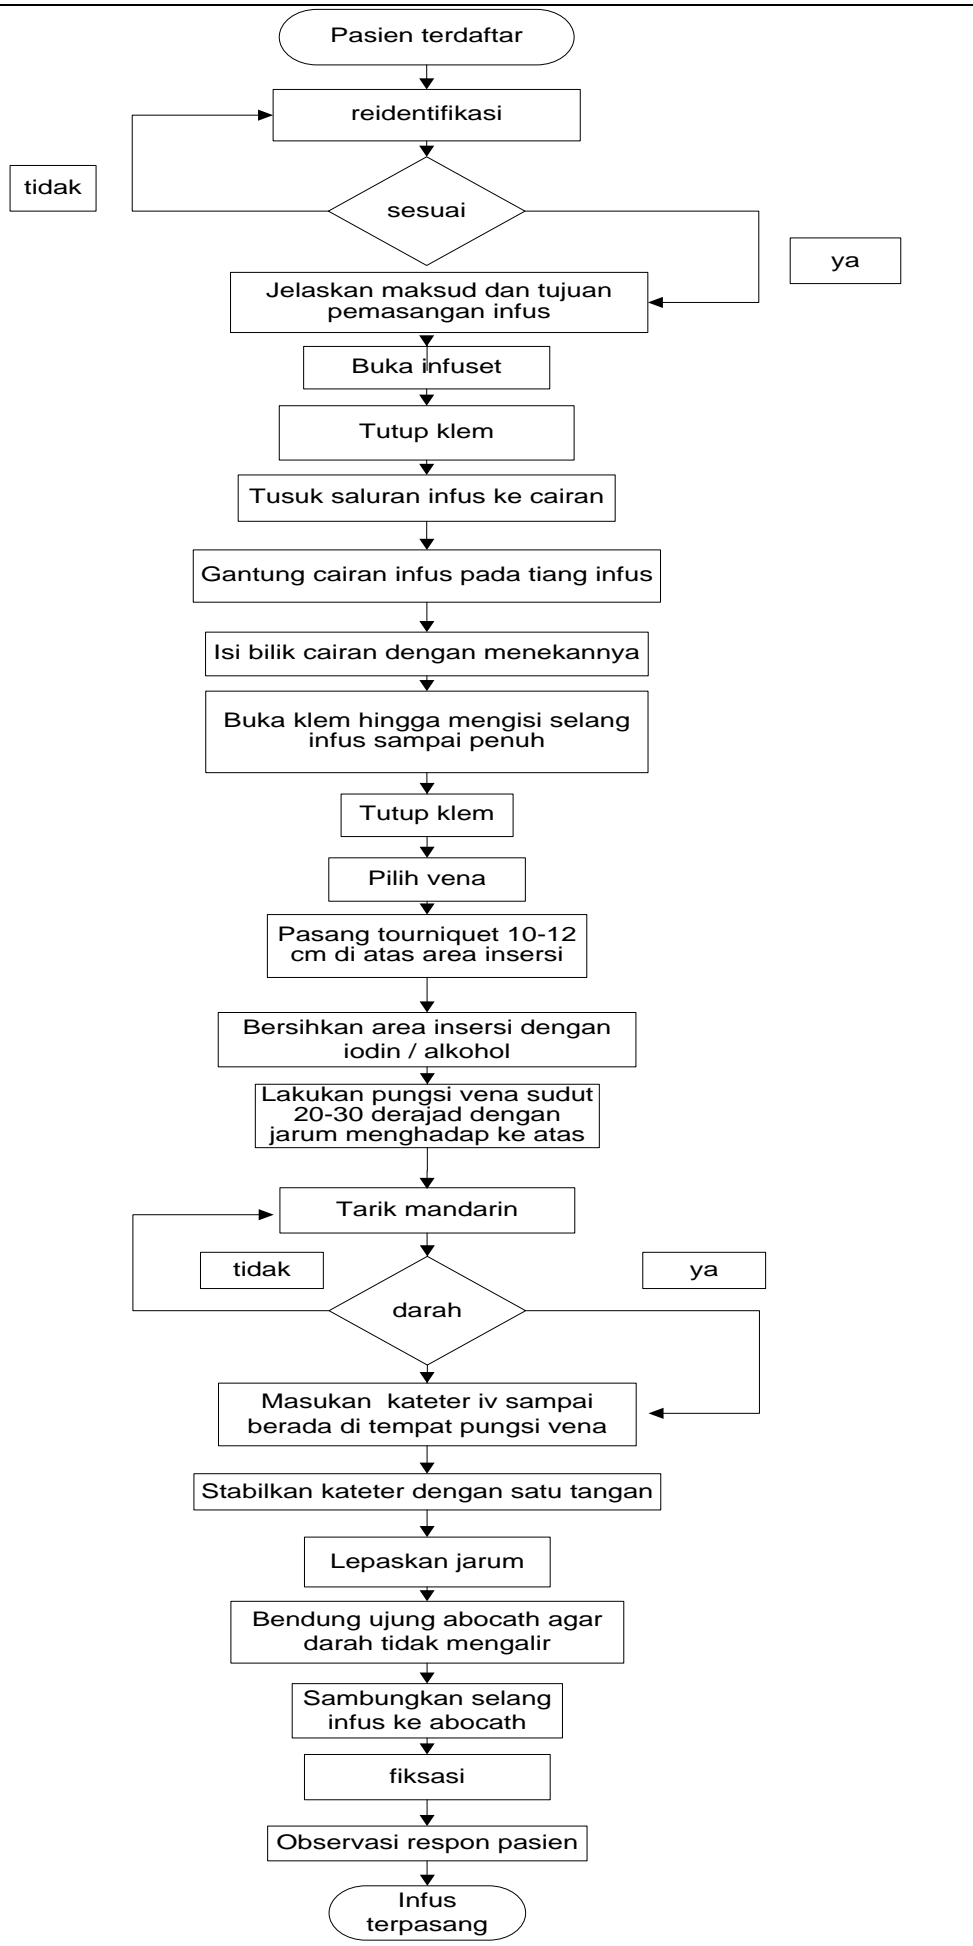 Pasien terdaftar
reidentifikasi
tidak
sesuai
ya
Jelaskan maksud dan tujuan
pemasangan infus
Buka infuset
Tutup klem
Tusuk saluran infus ke cairan
Gantung cairan infus pada tiang infus
Isi bilik cairan dengan menekannya
Buka klem hingga mengisi selang
infus sampai penuh
Tutup klem
Pilih vena
Pasang tourniquet 10-12
cm di atas area insersi
Bersihkan area insersi dengan
iodin / alkohol
Lakukan pungsi vena sudut
20-30 derajad dengan
jarum menghadap ke atas
Tarik mandarin
tidak
ya
darah
Masukan kateter iv sampai
berada di tempat pungsi vena
Stabilkan kateter dengan satu tangan
Lepaskan jarum
Bendung ujung abocath agar
darah tidak mengalir
Sambungkan selang
infus ke abocath
fiksasi
Observasi respon pasien
Infus
terpasang